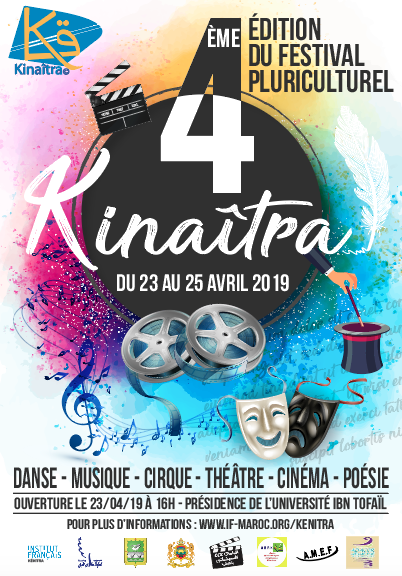 Kinaîtrae
4ÈME ÉDITION
DU FESTIVAL
PLURICULTUREL
Kinaîtra
DU 23 AU 25 AVRIL 2019
DANSE - MUSIQUE - CIRQUE - THÉÂTRE - CINÉMA - POÉSIE
OUVERTURE LE 23/04/19 À 16H - PRÉSIDENCE DE L'UNIVERSITÉ IBN TOFAÏL
POUR PLUS D'INFORMATIONS : WWW.IF-MAROC.ORG/KENITRA
INSTITUT
FRANÇAIS
KENITRA
A.M.E.F